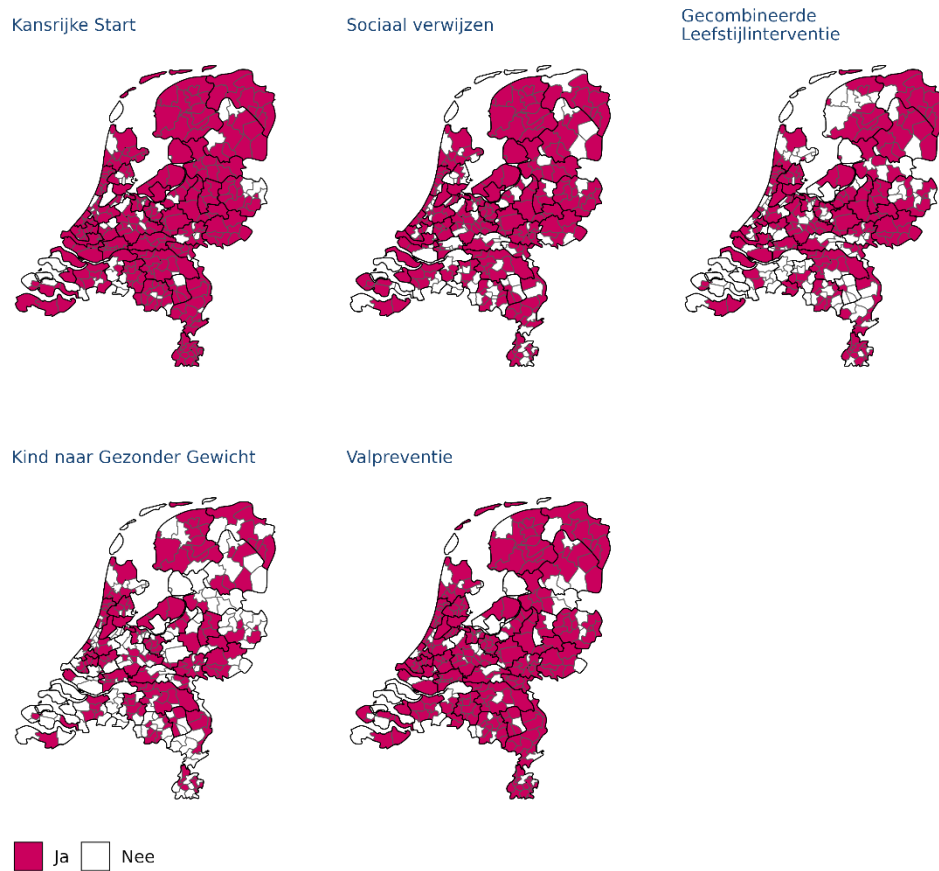 Kansrijke Start
Sociaal verwijzen
Gecombineerde
Leefstijlinterventie
Kind naar Gezonder Gewicht
Valpreventie
Ja
Nee